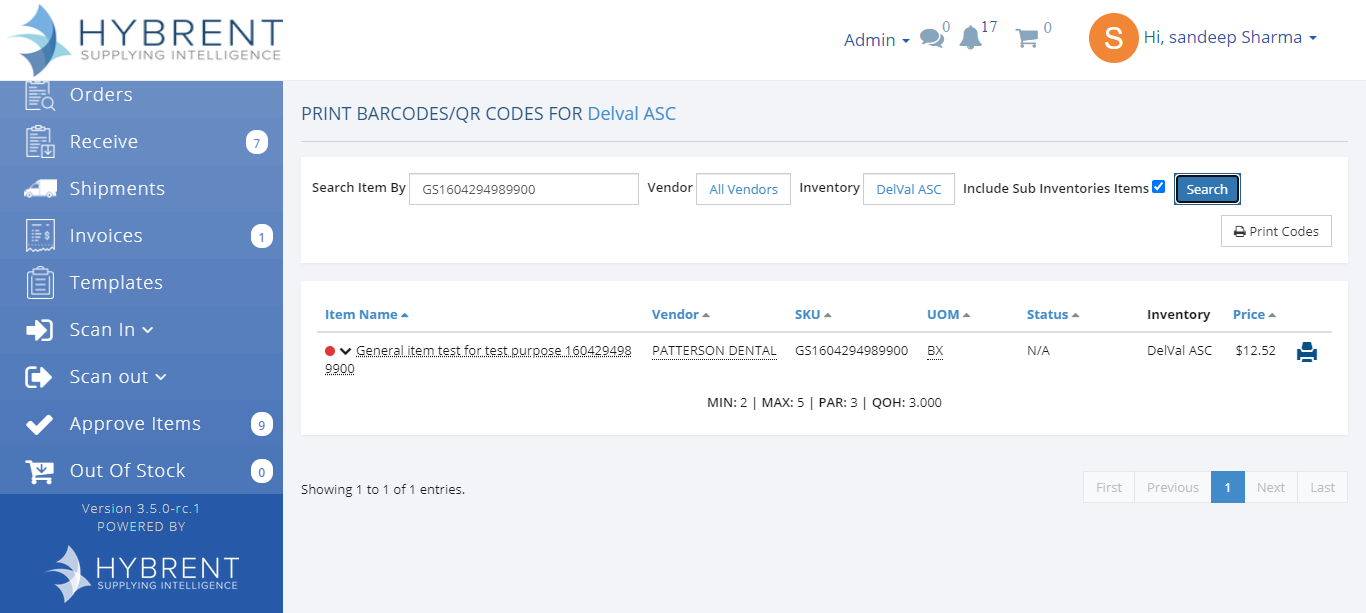 HYBRENT
SUPPLYING INTELLIGENCE
Admin 0 17 0 S Hi, sandeep Sharma
Orders
Receive 7
Shipments
Invoices 1
Templates
Scan In
Scan out
Approve Items 9
Out Of Stock 0
Version 3.5.0-rc.1
POWERED BY
HYBRENT
SUPPLYING INTELLIGENCE
PRINT BARCODES/QR CODES FOR Delval ASC
Search Item By GS1604294989900 Vendor All Vendors Inventory DelVal ASC Include Sub Inventories Items Search
Print Codes
Item Name Vendor SKU UOM Status Inventory Price
General item test for test purpose 160429498 PATTERSON DENTAL GS1604294989900 BX N/A DelVal ASC $12.52
9900
MIN: 2 | MAX: 5 | PAR: 3 | QOH: 3.000
Showing 1 to 1 of 1 entries.
First Previous 1 Next Last